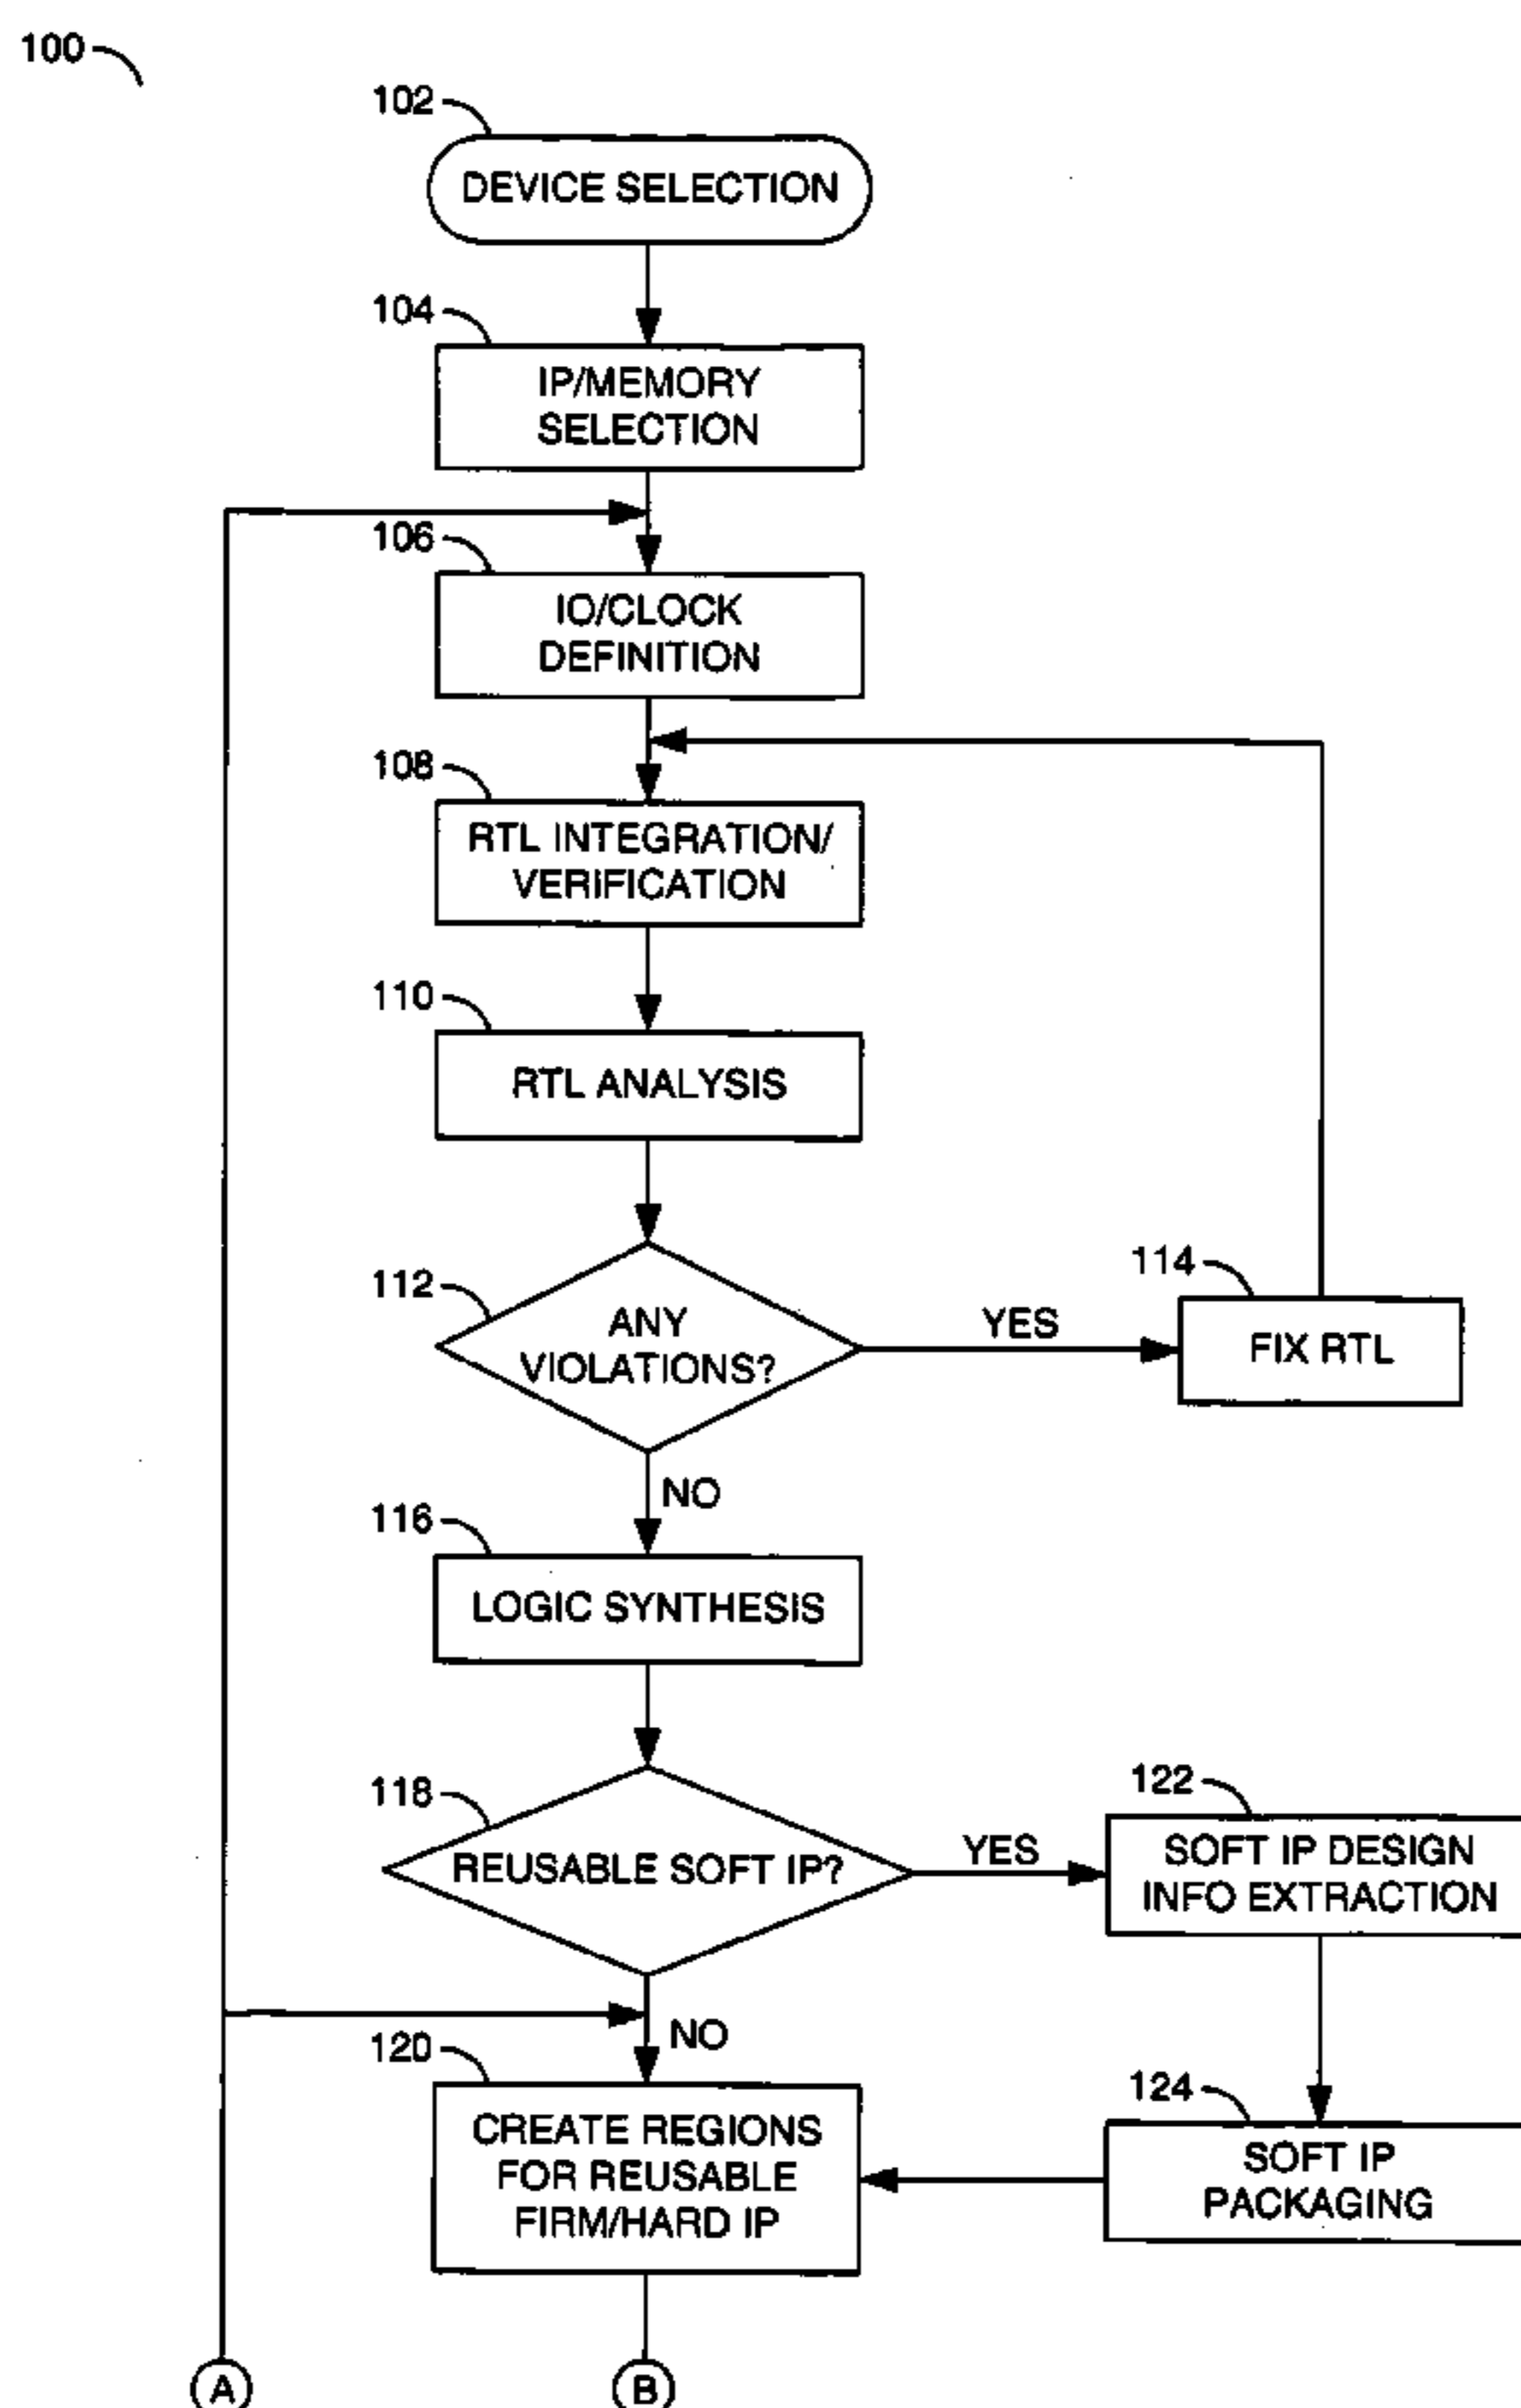 100
102
DEVICE SELECTION
104
IP/MEMORY
SELECTION
106
IO/CLOCK
DEFINITION
108
RTL INTEGRATION/
VERIFICATION
110
RTL ANALYSIS
112
ANY
VIOLATIONS?
YES
114
FIX RTL
NO
116
LOGIC SYNTHESIS
118
REUSABLE SOFT IP?
YES
122
SOFT IP DESIGN
INFO EXTRACTION
NO
120
CREATE REGIONS
FOR REUSABLE
FIRM/HARD IP
124
SOFT IP
PACKAGING
A
B